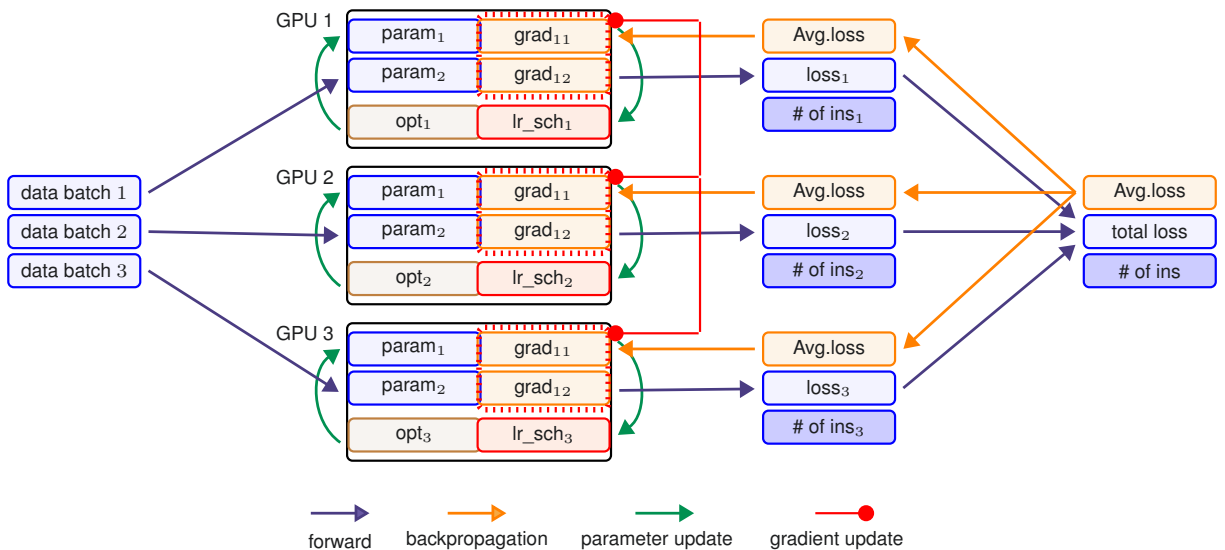 GPU 1
param₁ grad₁₁
param₂ grad₁₂
opt₁ lr_sch₁
Avg.loss
loss₁
# of ins₁
data batch 1
data batch 2
data batch 3
GPU 2
param₁ grad₁₁
param₂ grad₁₂
opt₂ lr_sch₂
Avg.loss
loss₂
# of ins₂
Avg.loss
total loss
# of ins
GPU 3
param₁ grad₁₁
param₂ grad₁₂
opt₃ lr_sch₃
Avg.loss
loss₃
# of ins₃
forward backpropagation parameter update gradient update